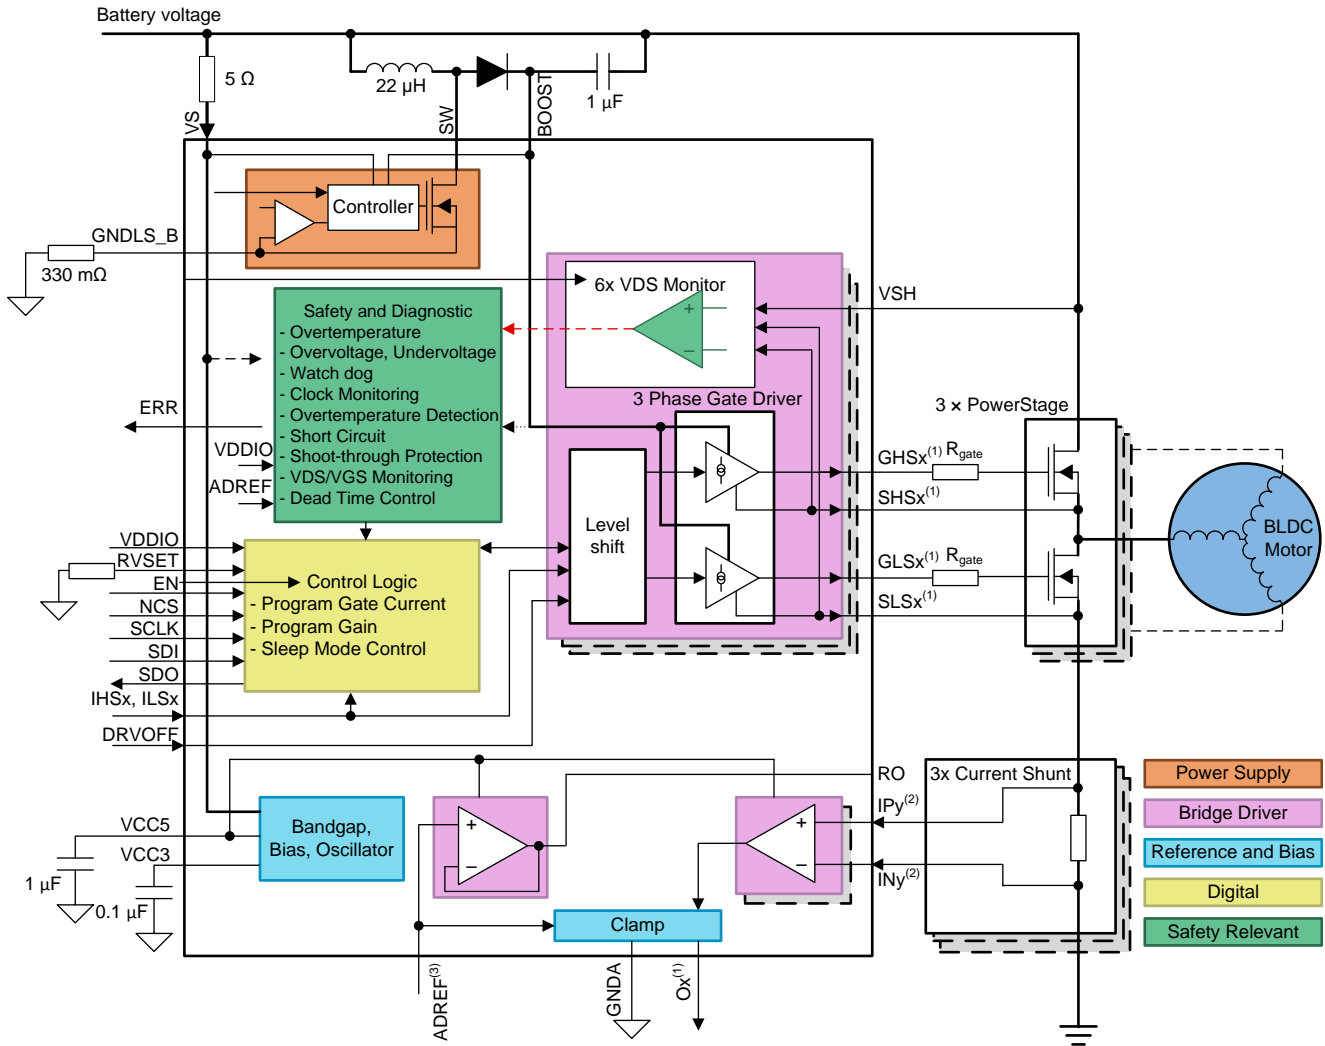 Battery voltage
5 Ω
22 µH
1 µF
VS
SW
BOOST
Controller
GNDLS_B
330 mΩ
6x VDS Monitor
+
−
VSH
Safety and Diagnostic
- Overtemperature
- Overvoltage, Undervoltage
- Watch dog
- Clock Monitoring
- Overtemperature Detection
- Short Circuit
- Shoot-through Protection
- VDS/VGS Monitoring
- Dead Time Control
ERR
VDDIO
ADREF
3 Phase Gate Driver
3 × PowerStage
GHSx(1)
Rgate
SHSx(1)
Level
shift
BLDC
Motor
GLSx(1)
Rgate
SLSx(1)
VDDIO
RVSET
EN
NCS
SCLK
SDI
SDO
IHSx, ILSx
DRVOFF
Control Logic
- Program Gate Current
- Program Gain
- Sleep Mode Control
RO
3x Current Shunt
IPy(2)
INy(2)
VCC5
VCC3
1 µF
0.1 µF
Bandgap,
Bias, Oscillator
+
−
+
−
Clamp
ADREF(3)
GNDA
Ox(1)
Power Supply
Bridge Driver
Reference and Bias
Digital
Safety Relevant